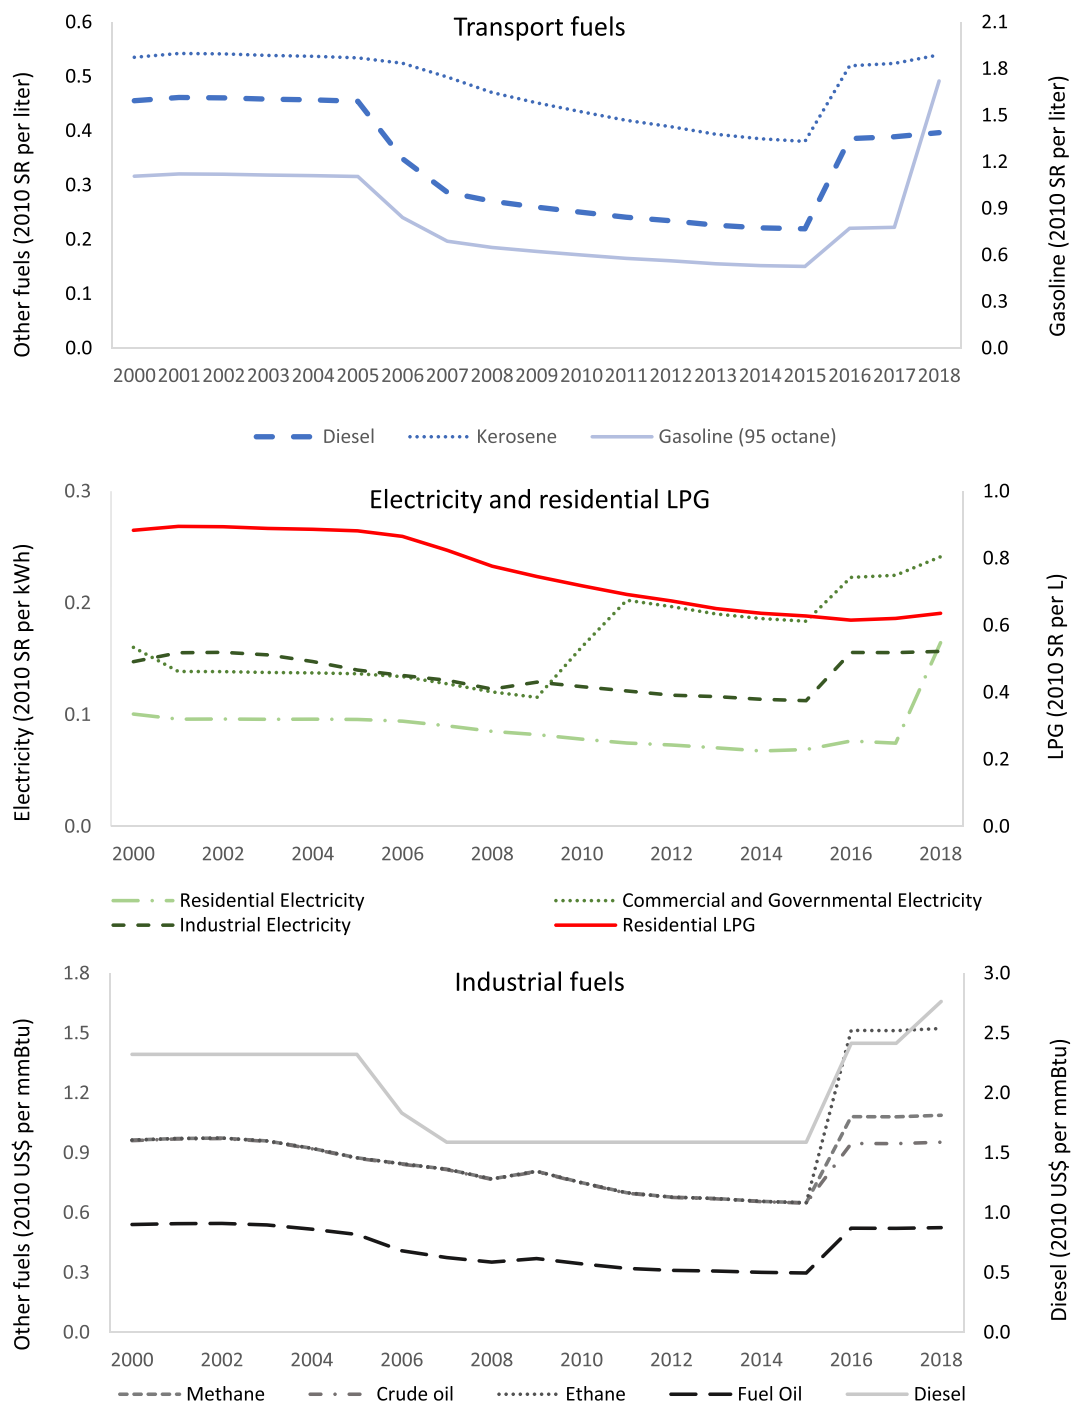 Transport fuels
Other fuels (2010 SR per liter)
0.6
0.5
0.4
0.3
0.2
0.1
0.0
Gasoline (2010 SR per liter)
2.1
1.8
1.5
1.2
0.9
0.6
0.3
0.0
2000 2001 2002 2003 2004 2005 2006 2007 2008 2009 2010 2011 2012 2013 2014 2015 2016 2017 2018
Diesel Kerosene Gasoline (95 octane)
Electricity and residential LPG
Electricity (2010 SR per kWh)
0.3
0.2
0.1
0.0
LPG (2010 SR per L)
1.0
0.8
0.6
0.4
0.2
0.0
2000 2002 2004 2006 2008 2010 2012 2014 2016 2018
Residential Electricity Commercial and Governmental Electricity
Industrial Electricity Residential LPG
Industrial fuels
Other fuels (2010 US$ per mmBtu)
1.8
1.5
1.2
0.9
0.6
0.3
0.0
Diesel (2010 US$ per mmBtu)
3.0
2.5
2.0
1.5
1.0
0.5
0.0
2000 2002 2004 2006 2008 2010 2012 2014 2016 2018
Methane Crude oil Ethane Fuel Oil Diesel